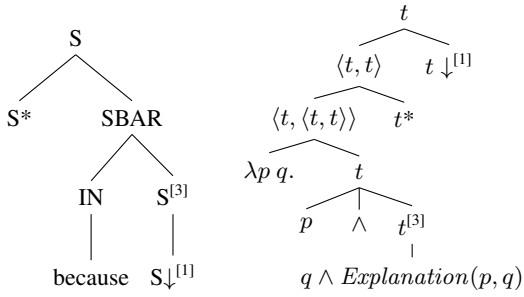 S
S* SBAR
IN S[3]
because S↓[1]
t
⟨t, t⟩ t ↓[1]
⟨t, ⟨t, t⟩⟩ t*
λp q. t
p ∧ t[3]
q ∧ Explanation(p, q)